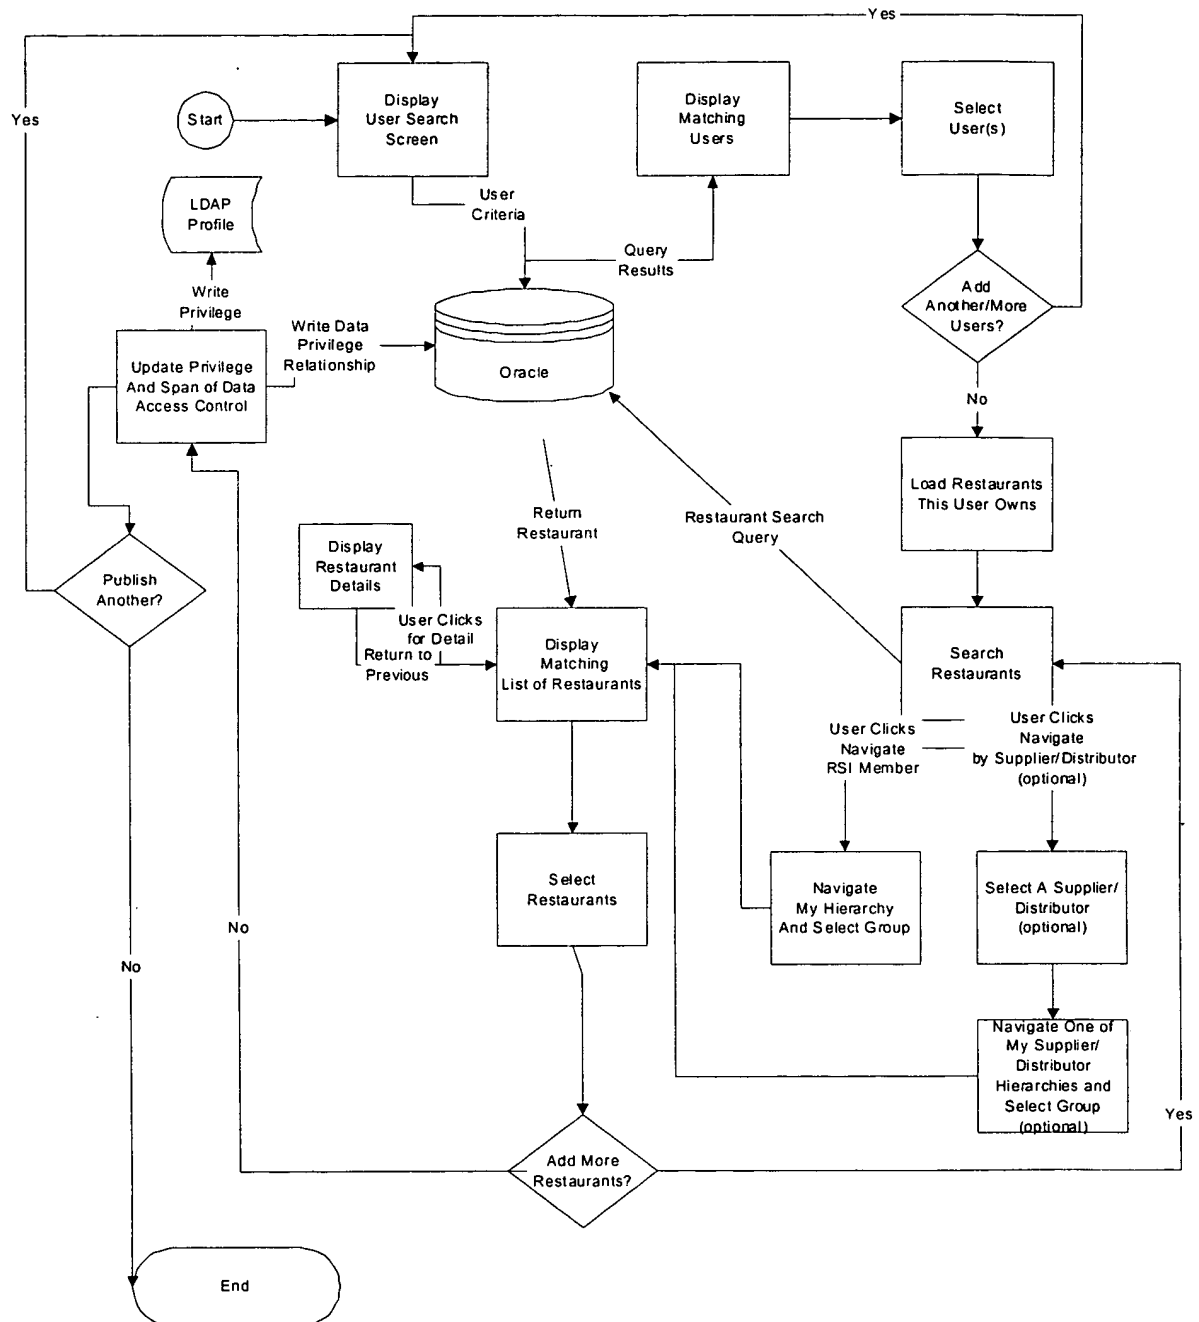 Yes
Yes
Start
Display
User Search
Screen
Display
Matching
Users
Select
User(s)
LDAP
Profile
User
Criteria
Query
Results
Write
Privilege
Write Data
Privilege
Relationship
Add
Another/More
Users?
Update Privilege
And Span of Data
Access Control
Oracle
No
Load Restaurants
This User Owns
Return
Restaurant
Restaurant Search
Query
Display
Restaurant
Details
Publish
Another?
User Clicks
for Detail
Return to
Previous
Display
Matching
List of Restaurants
Search
Restaurants
User Clicks
Navigate
RSI Member
User Clicks
Navigate
by Supplier/Distributor
(optional)
Select
Restaurants
Navigate
My Hierarchy
And Select Group
Select A Supplier/
Distributor
(optional)
No
No
Navigate One of
My Supplier/
Distributor
Hierarchies and
Select Group
(optional)
Yes
Add More
Restaurants?
End